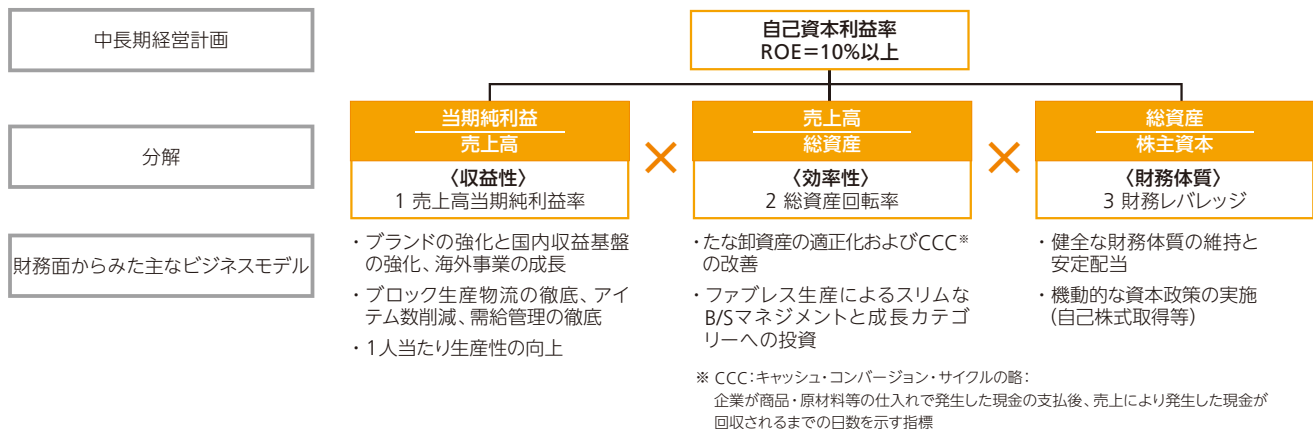 中長期経営計画
自己資本利益率
ROE=10%以上
分解
当期純利益
売上高
〈収益性〉
1 売上高当期純利益率
×
売上高
総資産
〈効率性〉
2 総資産回転率
×
総資産
株主資本
〈財務体質〉
3 財務レバレッジ
財務面からみた主なビジネスモデル
・ブランドの強化と国内収益基盤
の強化、海外事業の成長
・ブロック生産物流の徹底、アイ
テム数削減、需給管理の徹底
・1人当たり生産性の向上
・たな卸資産の適正化およびCCC※
の改善
・ファブレス生産によるスリムな
B/Sマネジメントと成長カテゴ
リーへの投資
・健全な財務体質の維持と
安定配当
・機動的な資本政策の実施
(自己株式取得等)
※ CCC:キャッシュ・コンバージョン・サイクルの略:
企業が商品・原材料等の仕入れで発生した現金の支払後、売上により発生した現金が
回収されるまでの日数を示す指標